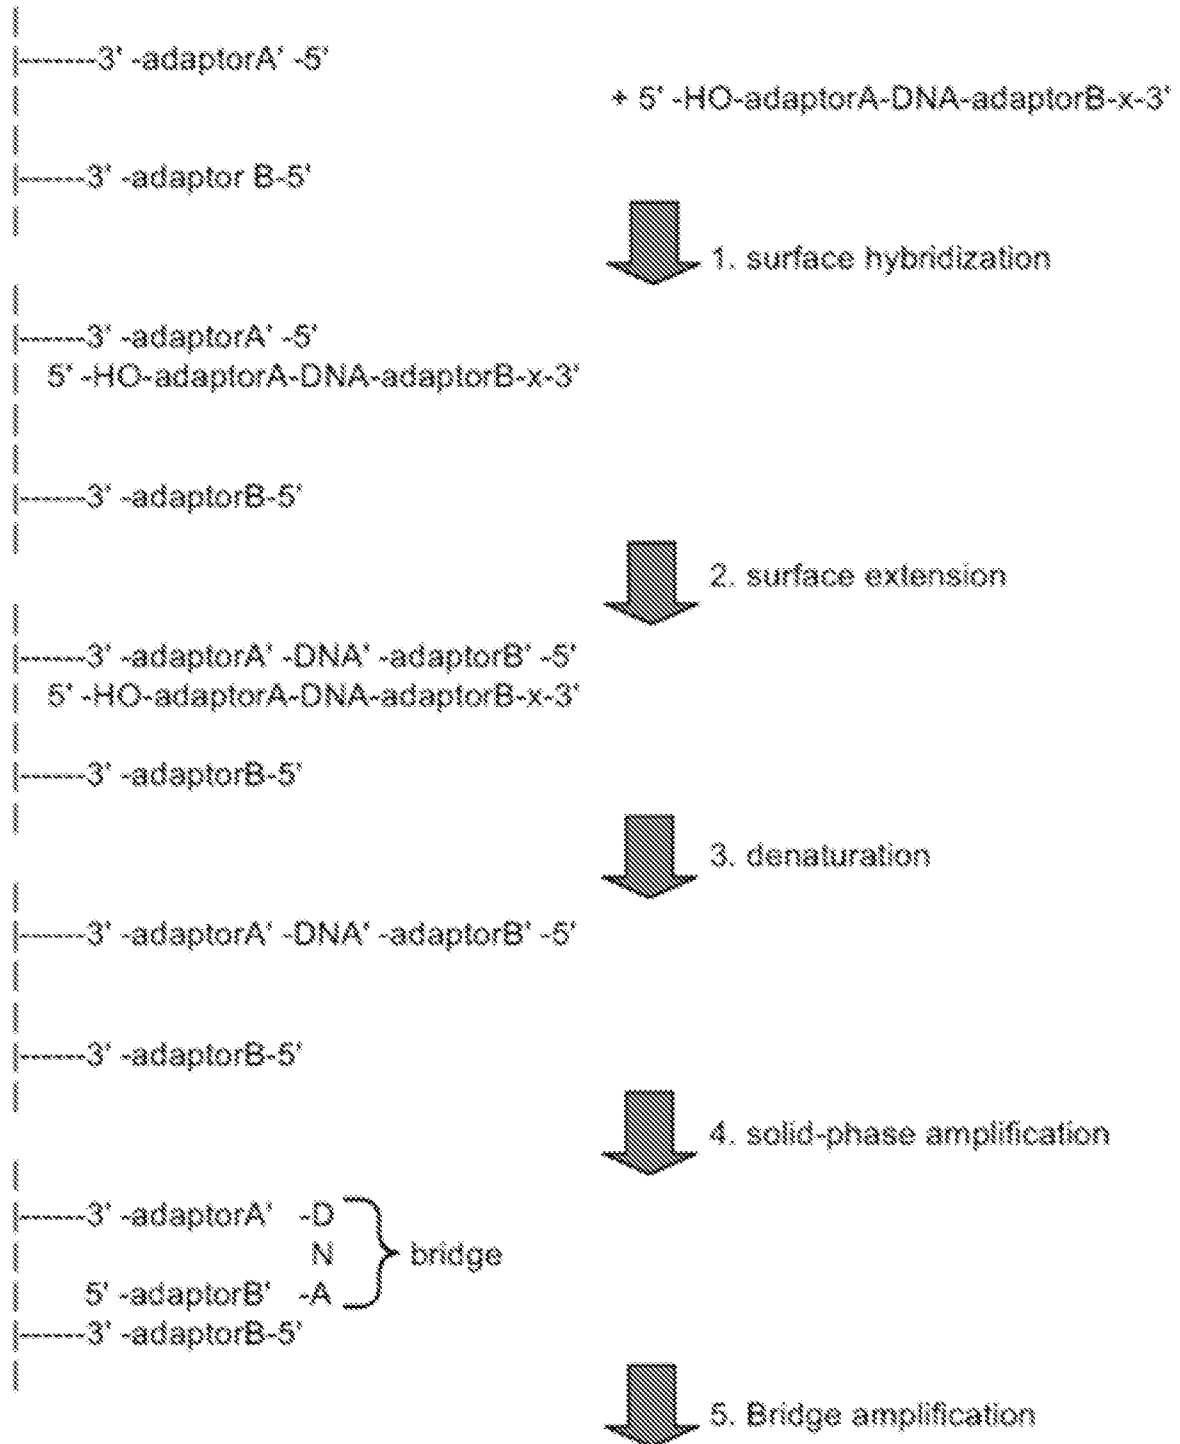 3' -adaptorA' -5'
+ 5' -HO-adaptorA-DNA-adaptorB-x-3'
3' -adaptor B-5'
1. surface hybridization
3' -adaptorA' -5'
5' -HO-adaptorA-DNA-adaptorB-x-3'
3' -adaptorB-5'
2. surface extension
3' -adaptorA' -DNA' -adaptorB' -5'
5' -HO-adaptorA-DNA-adaptorB-x-3'
3' -adaptorB-5'
3. denaturation
3' -adaptorA' -DNA' -adaptorB' -5'
3' -adaptorB-5'
4. solid-phase amplification
3' -adaptorA' -D
N
bridge
5' -adaptorB' -A
3' -adaptorB-5'
5. Bridge amplification